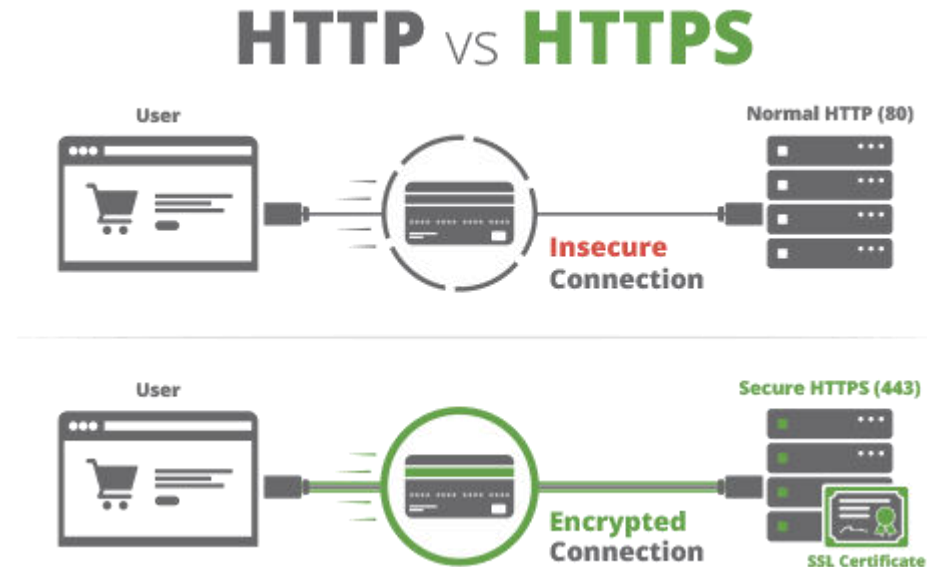 HTTP vs HTTPS
User
Normal HTTP (80)
Insecure
Connection
User
Secure HTTPS (443)
Encrypted
Connection
SSL Certificate